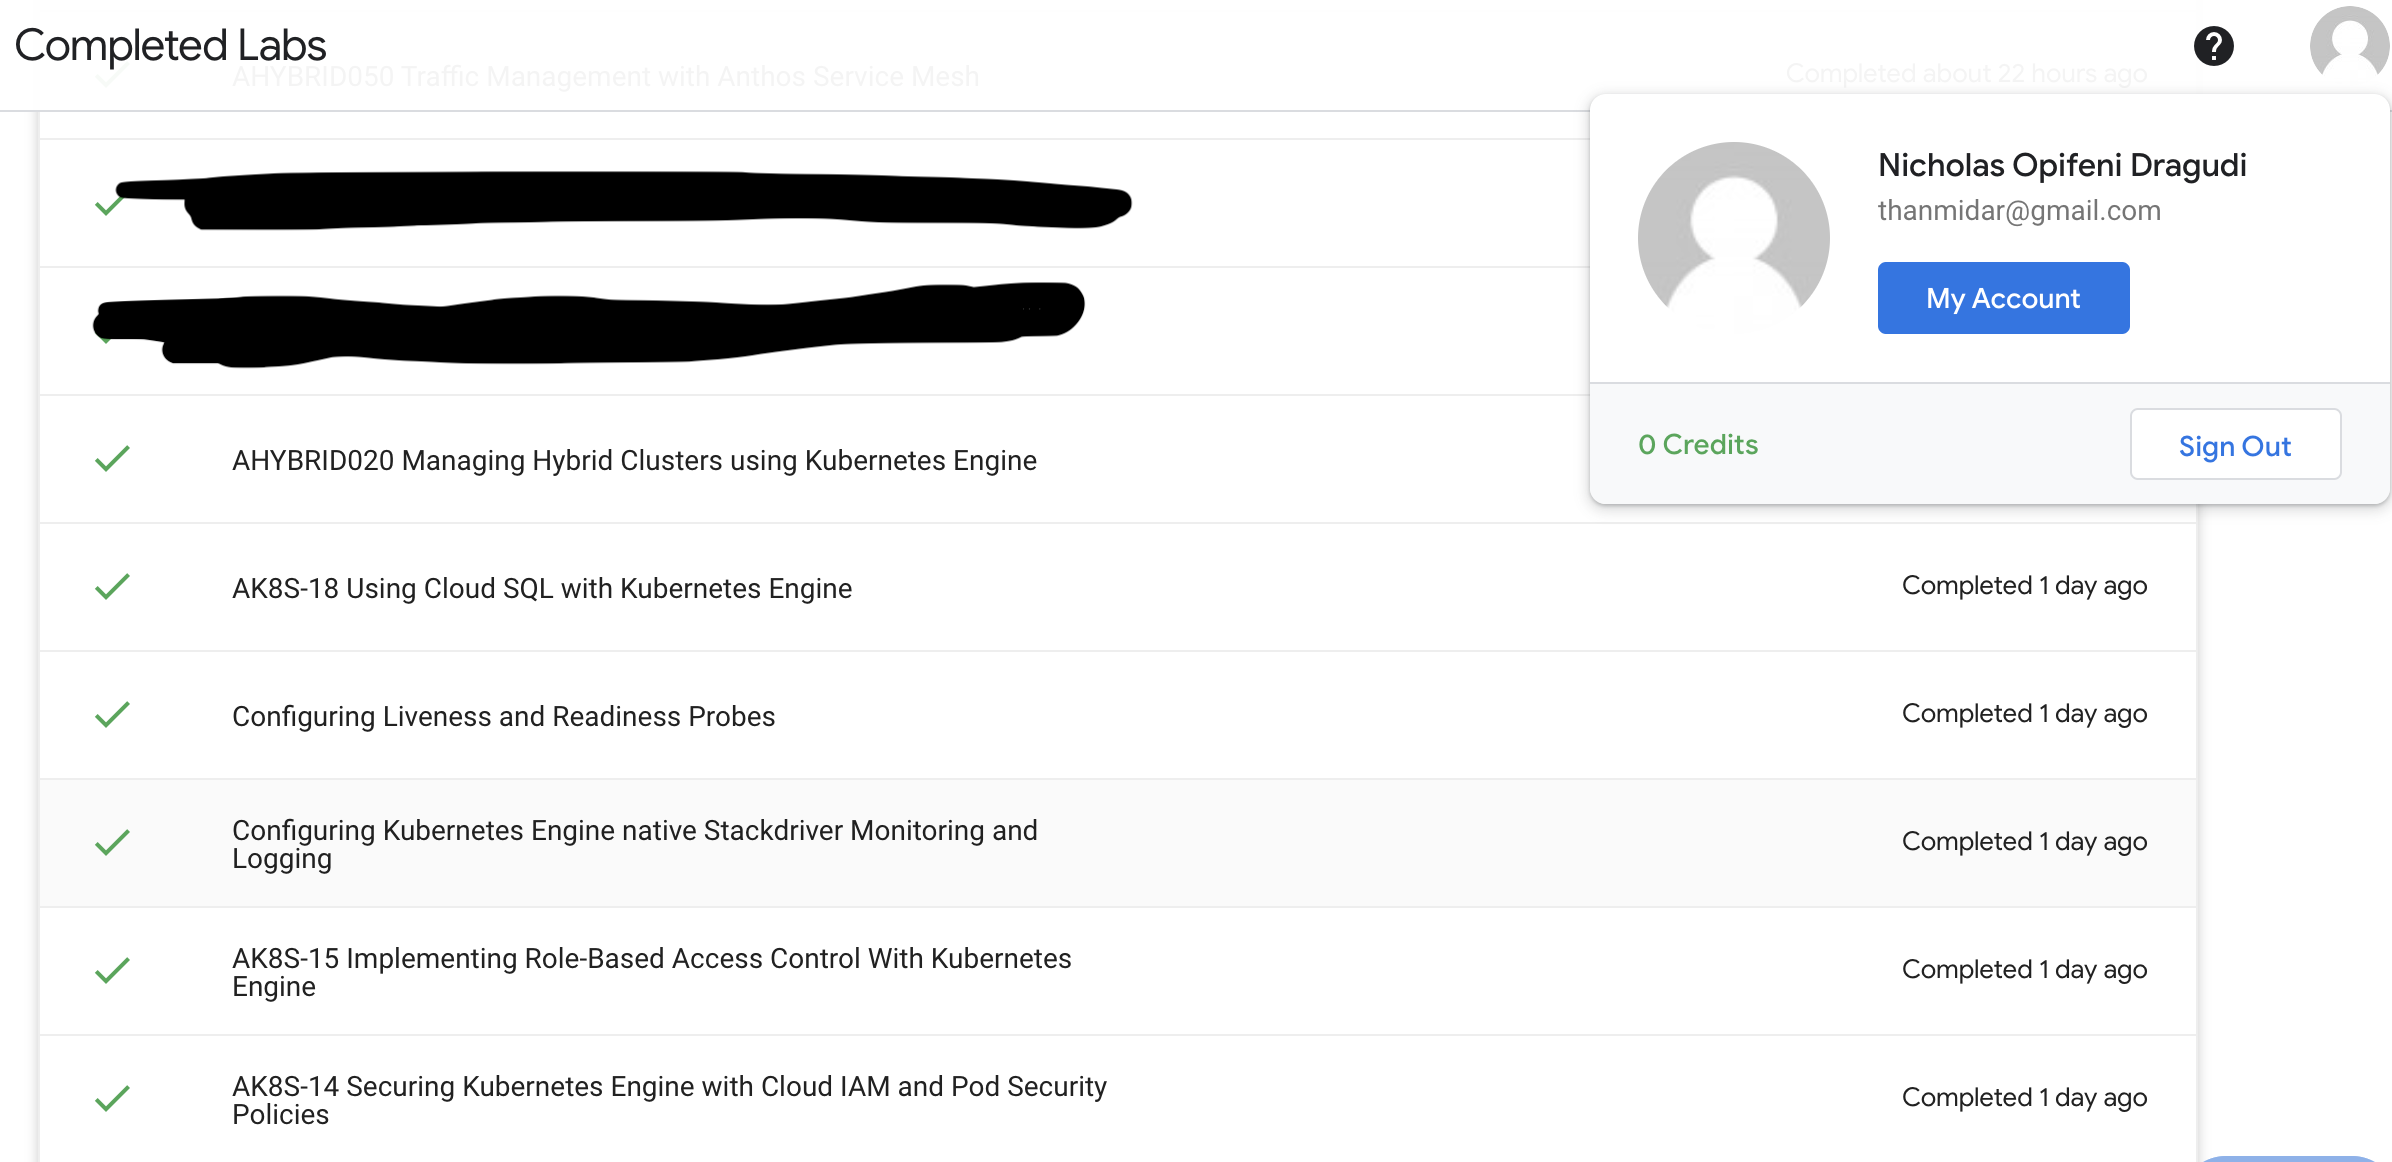 Completed Labs
AHYBRID050 Traffic Management with Anthos Service Mesh
Completed about 22 hours ago
Nicholas Opifeni Dragudi
thanmidar@gmail.com
My Account
0 Credits
Sign Out
AHYBRID020 Managing Hybrid Clusters using Kubernetes Engine
AK8S-18 Using Cloud SQL with Kubernetes Engine
Completed 1 day ago
Configuring Liveness and Readiness Probes
Completed 1 day ago
Configuring Kubernetes Engine native Stackdriver Monitoring and
Logging
Completed 1 day ago
AK8S-15 Implementing Role-Based Access Control With Kubernetes
Engine
Completed 1 day ago
AK8S-14 Securing Kubernetes Engine with Cloud IAM and Pod Security
Policies
Completed 1 day ago